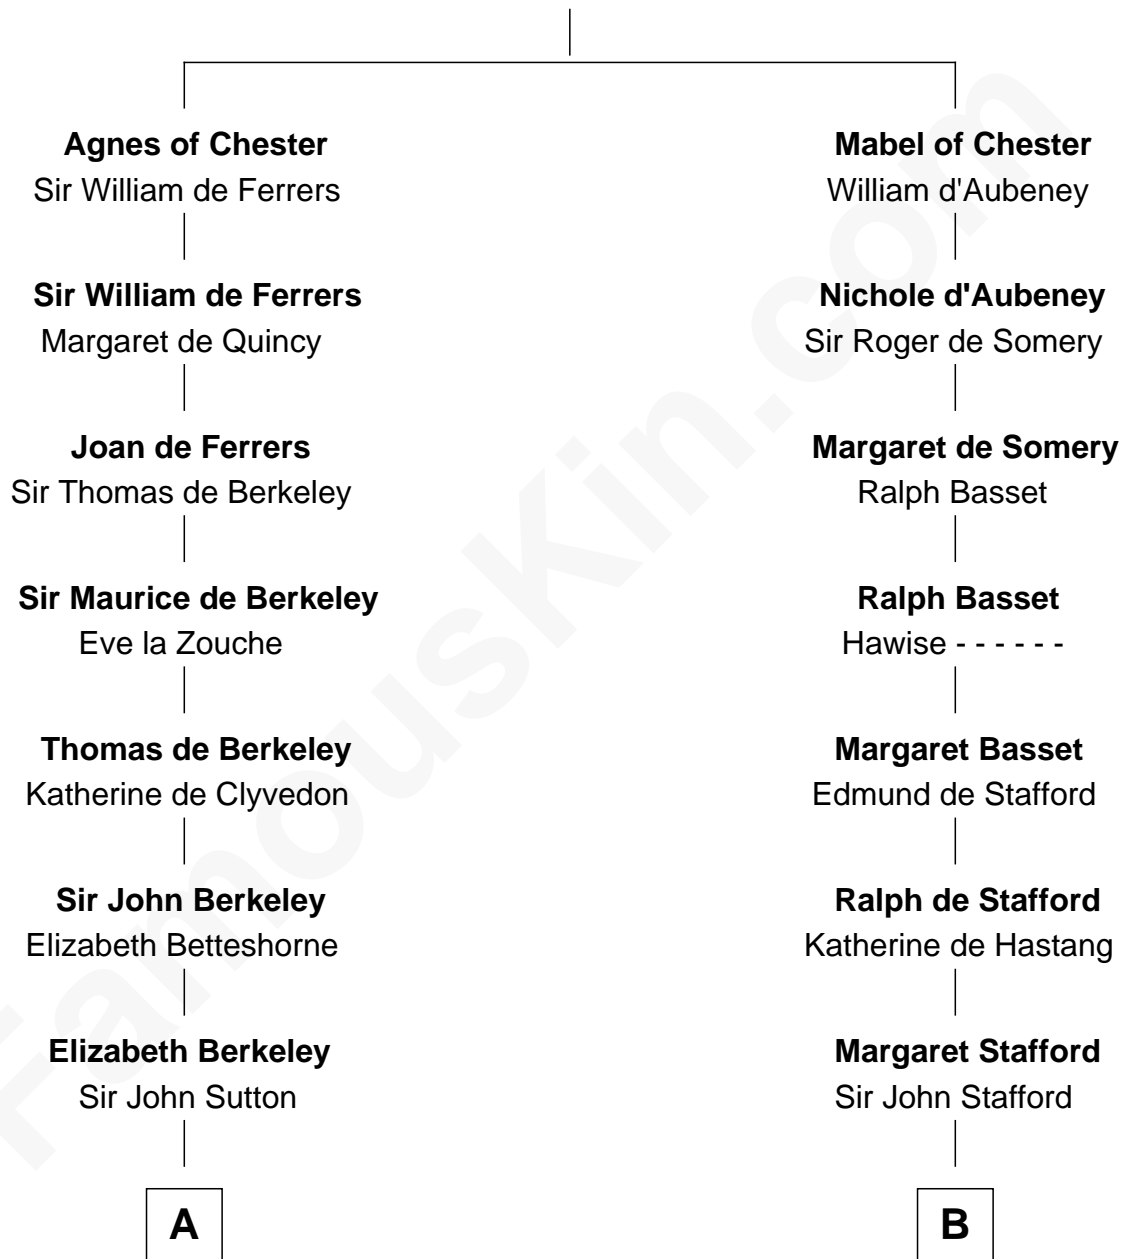 Agnes of Chester
Sir William de Ferrers
Mabel of Chester
William d'Aubeney
Sir William de Ferrers
Margaret de Quincy
Nichole d'Aubeney
Sir Roger de Somery
Joan de Ferrers
Sir Thomas de Berkeley
Margaret de Somery
Ralph Basset
Sir Maurice de Berkeley
Eve la Zouche
Ralph Basset
Hawise - - - - - -
Thomas de Berkeley
Katherine de Clyvedon
Margaret Basset
Edmund de Stafford
Sir John Berkeley
Elizabeth Betteshorne
Ralph de Stafford
Katherine de Hastang
Elizabeth Berkeley
Sir John Sutton
Margaret Stafford
Sir John Stafford
A
B
FamousKin.com